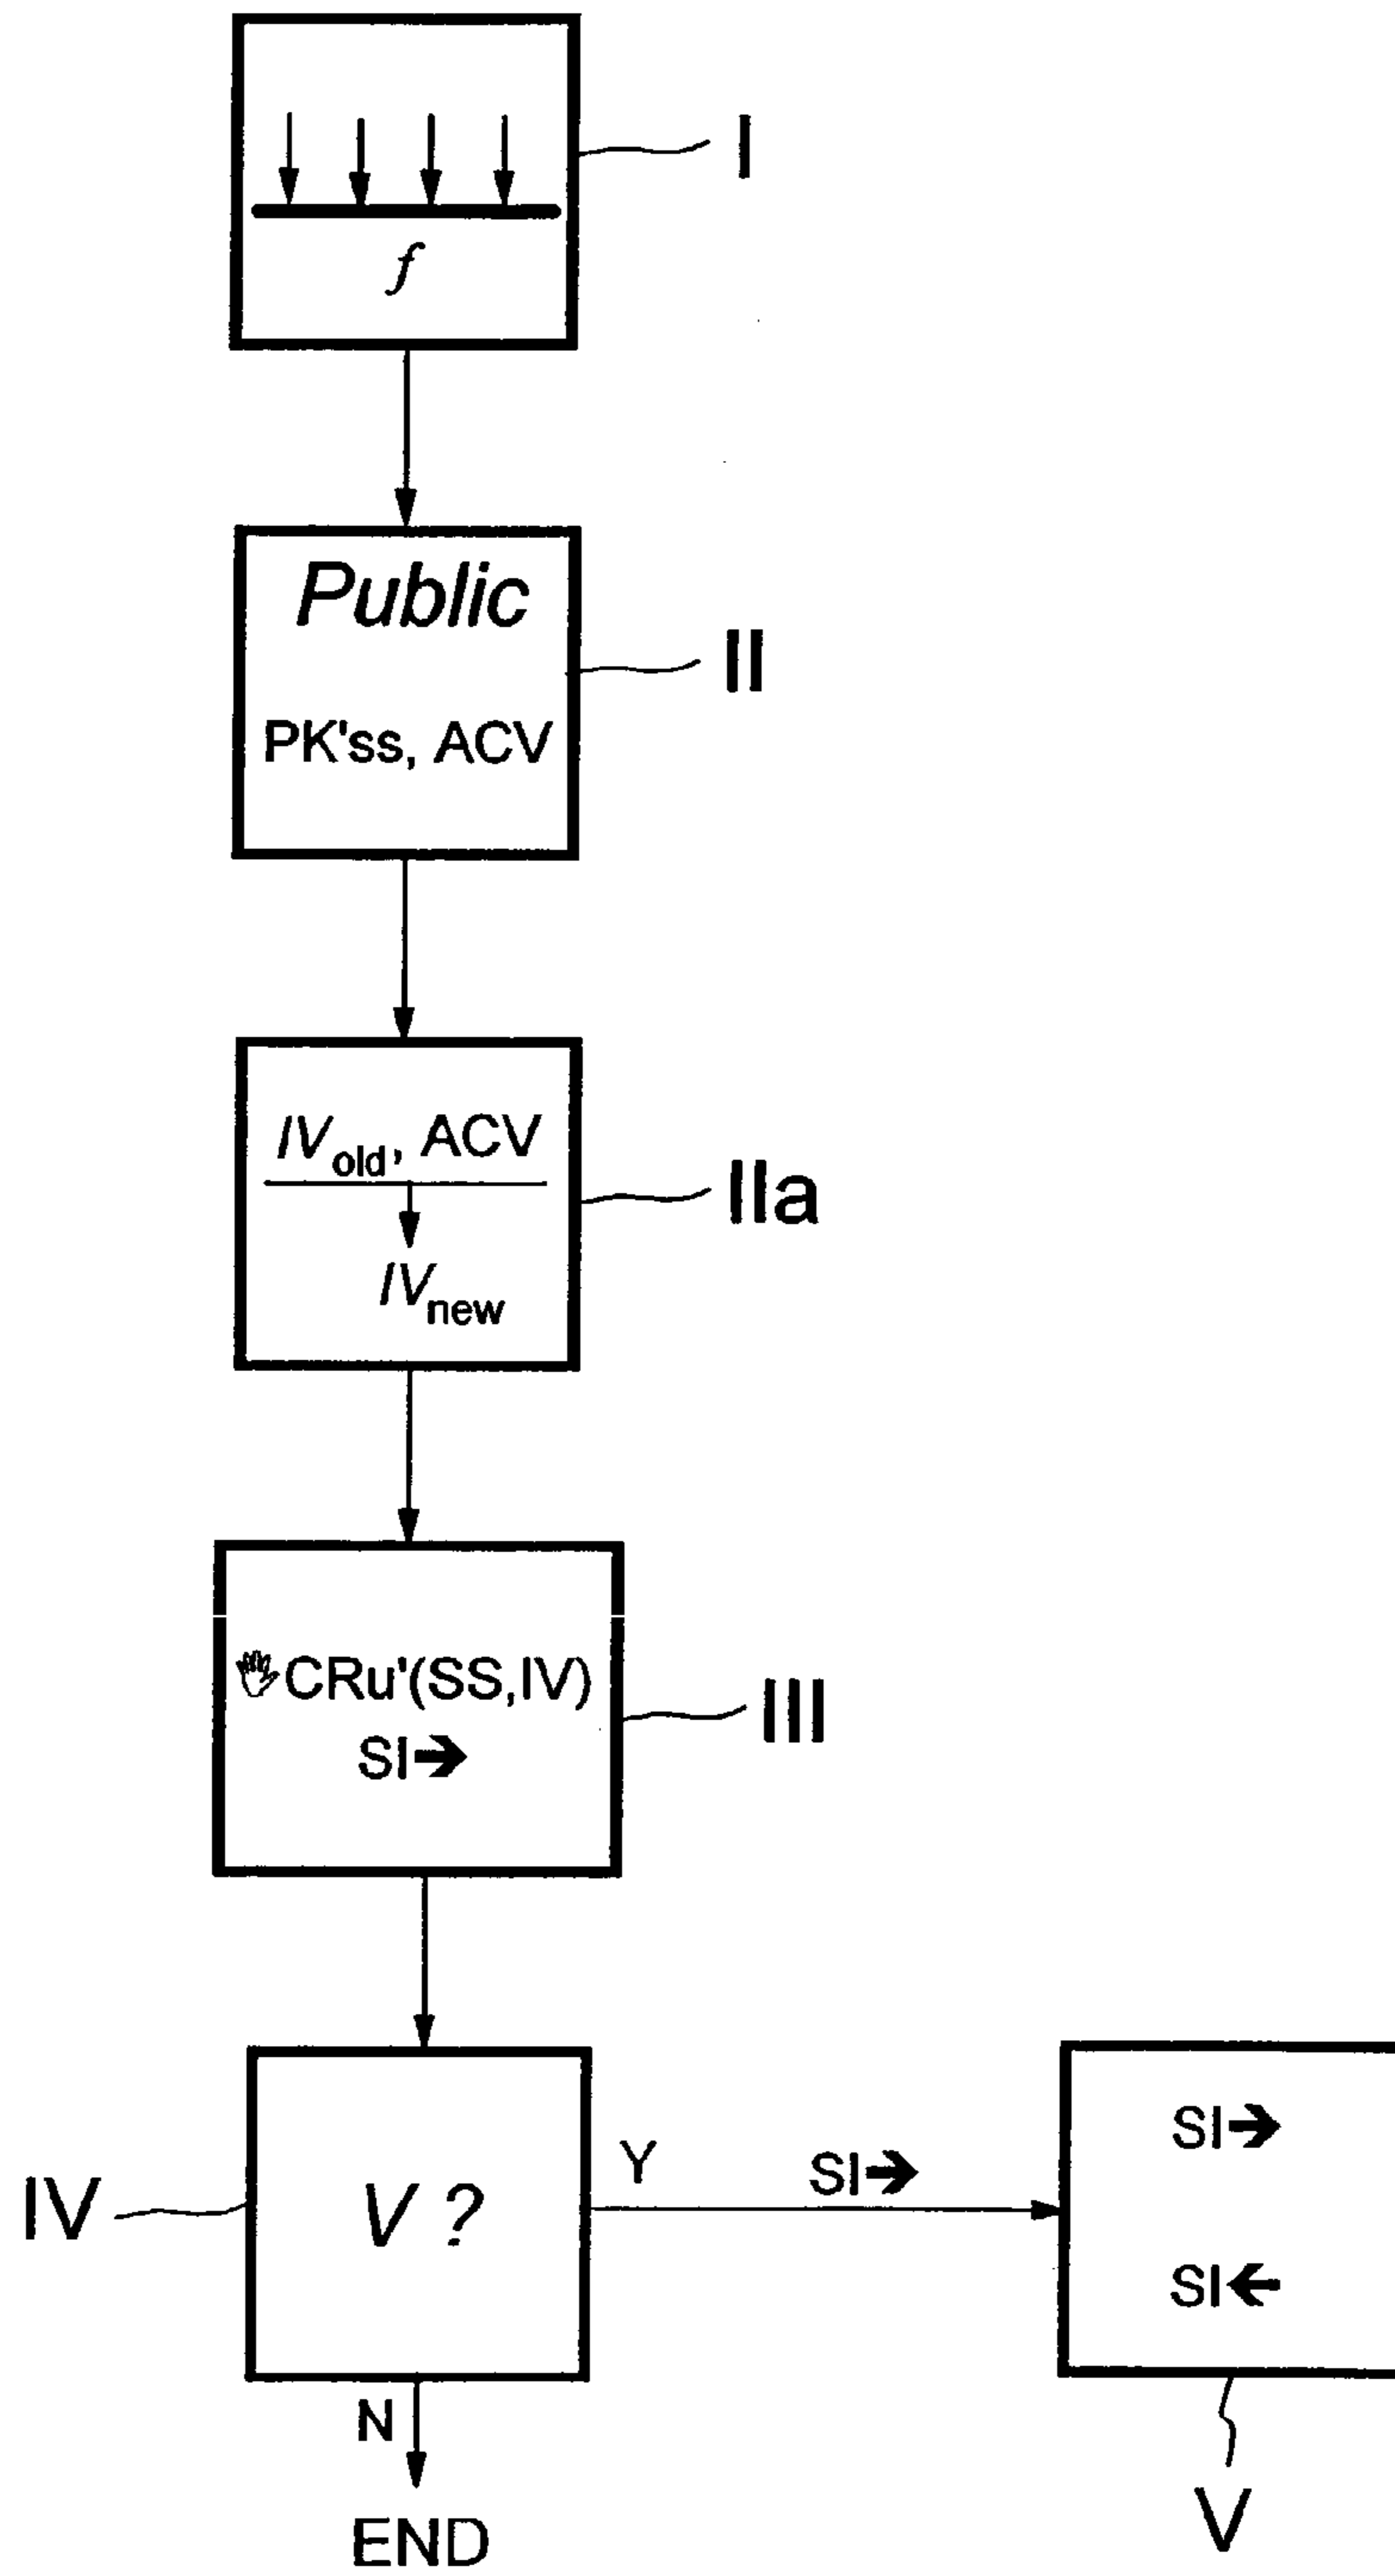 I
f
Public
II
PK'ss, ACV
IVold, ACV
IIa
IVnew
CRu'(SS,IV)
III
SI→
IV
V ?
Y
SI→
SI→
SI←
N
END
V